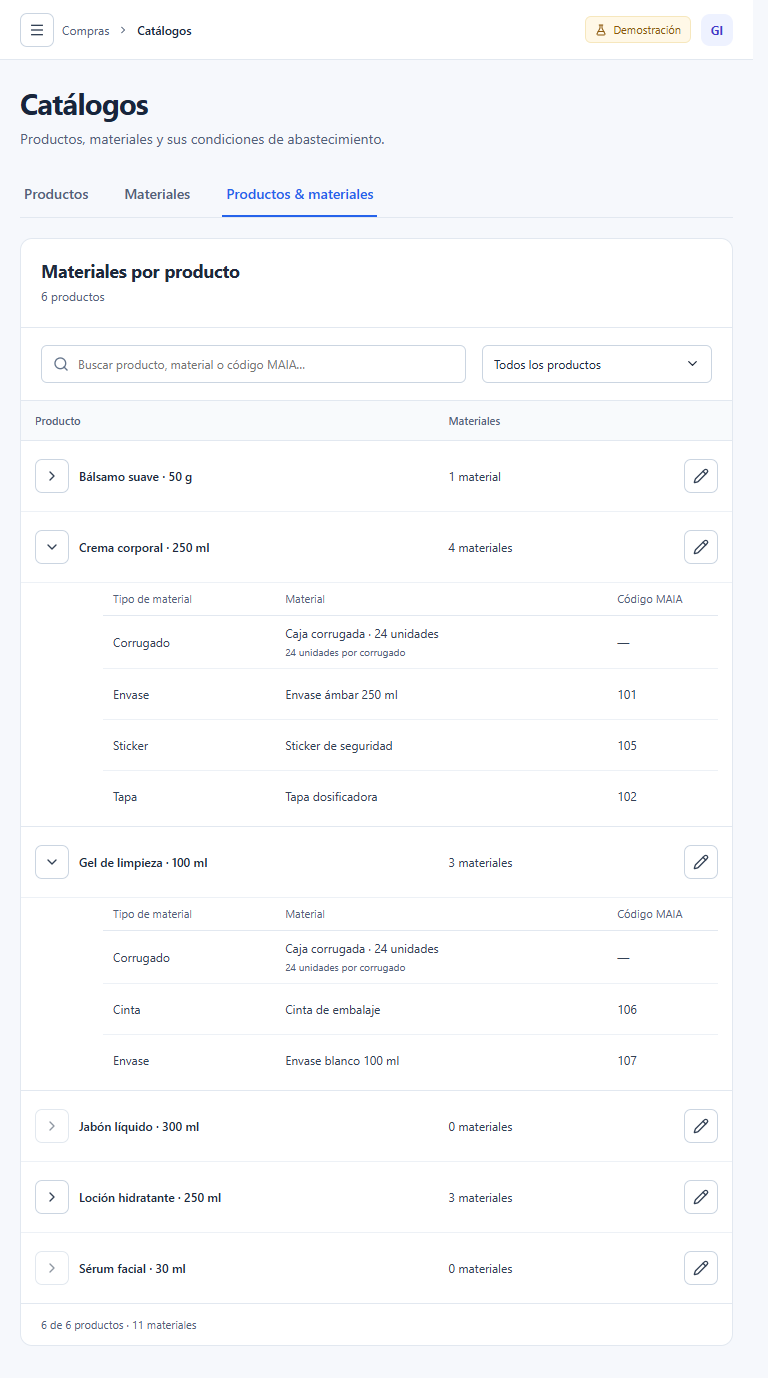 Compras > Catálogos
Demostración
GI
Catálogos
Productos, materiales y sus condiciones de abastecimiento.
Productos Materiales Productos & materiales
Materiales por producto
6 productos
Buscar producto, material o código MAIA...
Todos los productos
Producto Materiales
Bálsamo suave · 50 g 1 material
Crema corporal · 250 ml 4 materiales
Tipo de material Material Código MAIA
Corrugado Caja corrugada · 24 unidades —
24 unidades por corrugado
Envase Envase ámbar 250 ml 101
Sticker Sticker de seguridad 105
Tapa Tapa dosificadora 102
Gel de limpieza · 100 ml 3 materiales
Tipo de material Material Código MAIA
Corrugado Caja corrugada · 24 unidades —
24 unidades por corrugado
Cinta Cinta de embalaje 106
Envase Envase blanco 100 ml 107
Jabón líquido · 300 ml 0 materiales
Loción hidratante · 250 ml 3 materiales
Sérum facial · 30 ml 0 materiales
6 de 6 productos · 11 materiales